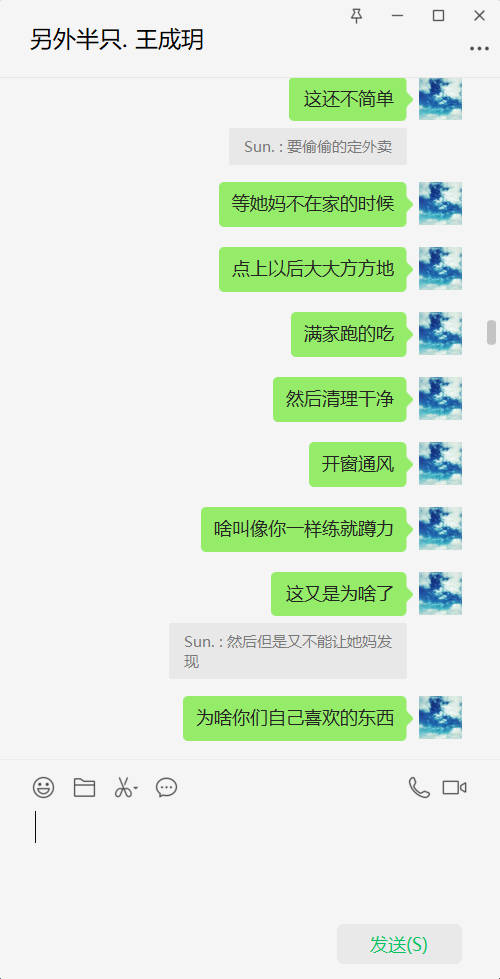 另外半只. 王成玥
这还不简单
Sun. : 要偷偷的定外卖
等她妈不在家的时候
点上以后大大方方地
满家跑的吃
然后清理干净
开窗通风
啥叫像你一样练就蹲力
这又是为啥了
Sun. : 然后但是又不能让她妈发
现
为啥你们自己喜欢的东西
发送(S)